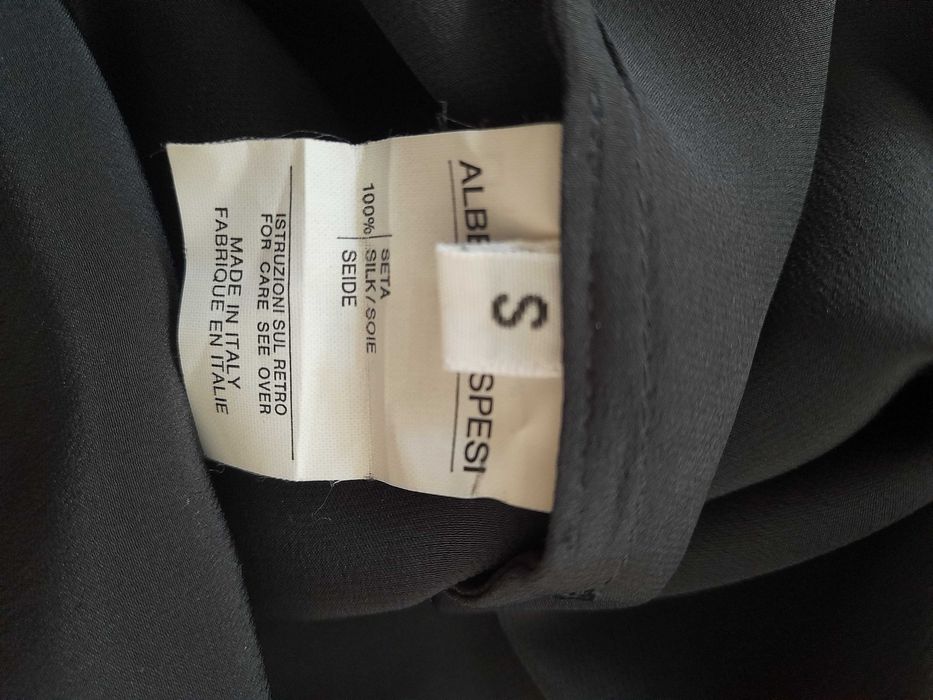 ALBE
SPESI
S
SETA
100% SILK/SOIE
SEIDE
ISTRUZIONI SUL RETRO
FOR CARE SEE OVER
MADE IN ITALY
FABRIQUE EN ITALIE